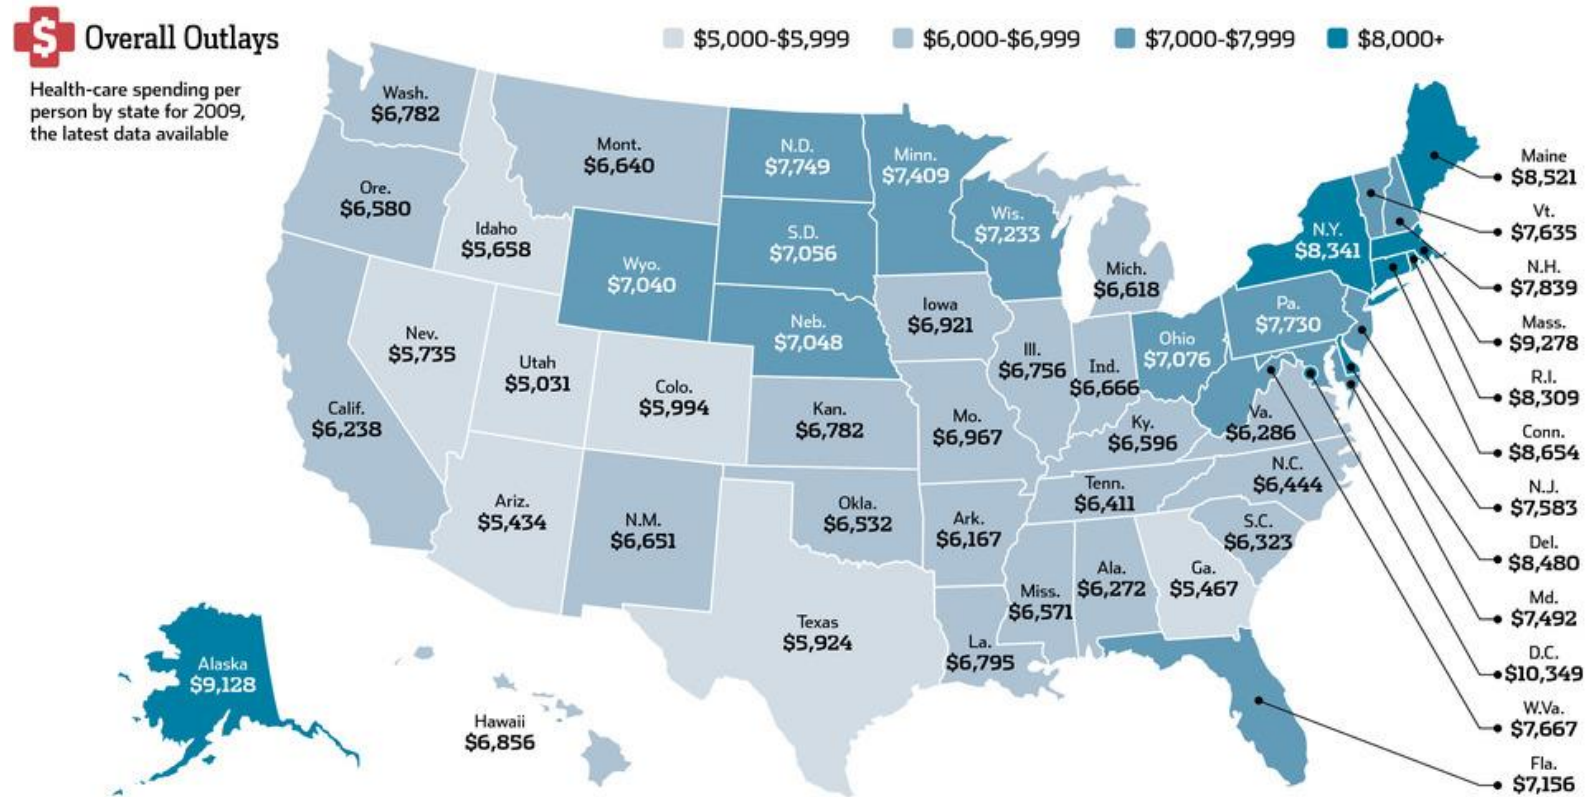 $ Overall Outlays
Health-care spending per
person by state for 2009,
the latest data available
$5,000-$5,999
$6,000-$6,999
$7,000-$7,999
$8,000+
Wash.
$6,782
Ore.
$6,580
Idaho
$5,658
Mont.
$6,640
Wyo.
$7,040
N.D.
$7,749
S.D.
$7,056
Neb.
$7,048
Minn.
$7,409
Wis.
$7,233
Mich.
$6,618
Iowa
$6,921
Ill.
$6,756
Ind.
$6,666
Ohio
$7,076
Pa.
$7,730
N.Y.
$8,341
Nev.
$5,735
Utah
$5,031
Colo.
$5,994
Calif.
$6,238
Kan.
$6,782
Mo.
$6,967
Ky.
$6,596
Va.
$6,286
N.C.
$6,444
Tenn.
$6,411
S.C.
$6,323
Ariz.
$5,434
N.M.
$6,651
Okla.
$6,532
Ark.
$6,167
Miss.
$6,571
Ala.
$6,272
Ga.
$5,467
Texas
$5,924
La.
$6,795
Alaska
$9,128
Hawaii
$6,856
Maine
$8,521
Vt.
$7,635
N.H.
$7,839
Mass.
$9,278
R.I.
$8,309
Conn.
$8,654
N.J.
$7,583
Del.
$8,480
Md.
$7,492
D.C.
$10,349
W.Va.
$7,667
Fla.
$7,156